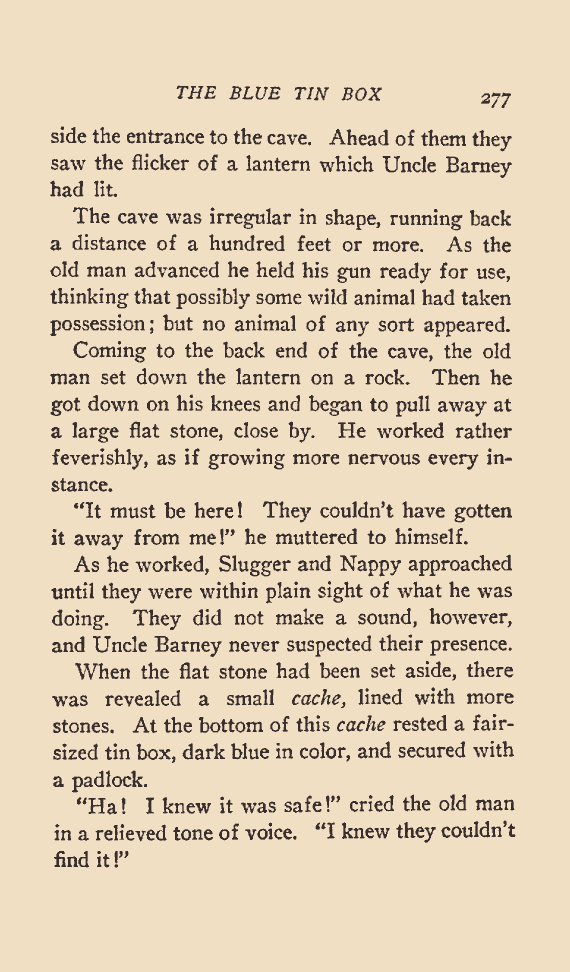 THE BLUE TIN BOX 277
side the entrance to the cave. Ahead of them they
saw the flicker of a lantern which Uncle Barney
had lit.
The cave was irregular in shape, running back
a distance of a hundred feet or more. As the
old man advanced he held his gun ready for use,
thinking that possibly some wild animal had taken
possession; but no animal of any sort appeared.
Coming to the back end of the cave, the old
man set down the lantern on a rock. Then he
got down on his knees and began to pull away at
a large flat stone, close by. He worked rather
feverishly, as if growing more nervous every in-
stance.
"It must be here! They couldn't have gotten
it away from me!" he muttered to himself.
As he worked, Slugger and Nappy approached
until they were within plain sight of what he was
doing. They did not make a sound, however,
and Uncle Barney never suspected their presence.
When the flat stone had been set aside, there
was revealed a small cache, lined with more
stones. At the bottom of this cache rested a fair-
sized tin box, dark blue in color, and secured with
a padlock.
"Ha! I knew it was safe!" cried the old man
in a relieved tone of voice. "I knew they couldn't
find it!"